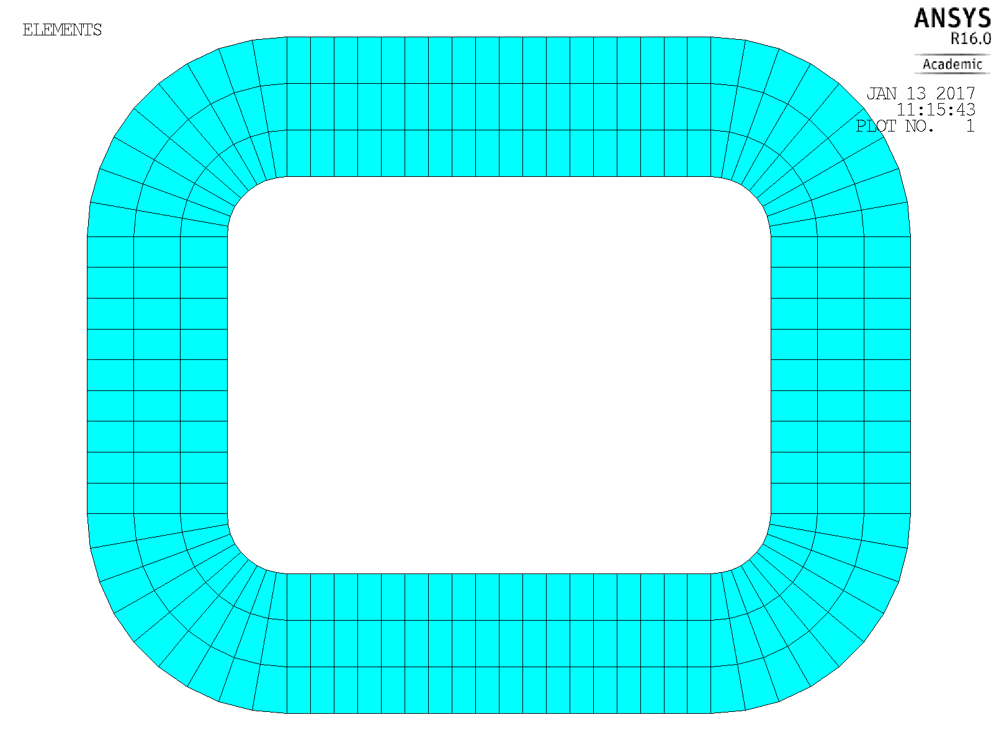 ELEMENTS
ANSYS
R16.0
Academic
JAN 13 2017
11:15:43
PLOT NO. 1